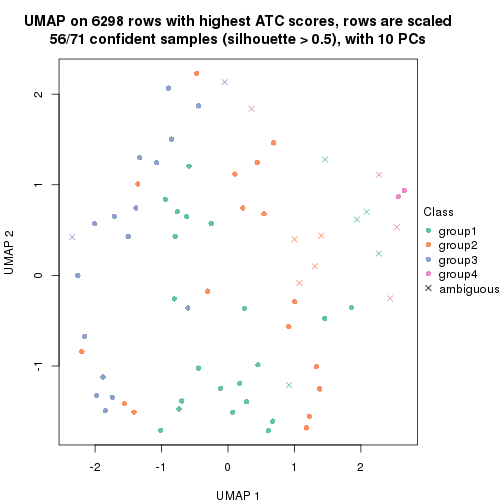 UMAP on 6298 rows with highest ATC scores, rows are scaled
56/71 confident samples (silhouette > 0.5), with 10 PCs
2
1
0
-1
UMAP 2
-2
-1
0
1
2
UMAP 1
Class
group1
group2
group3
group4
ambiguous